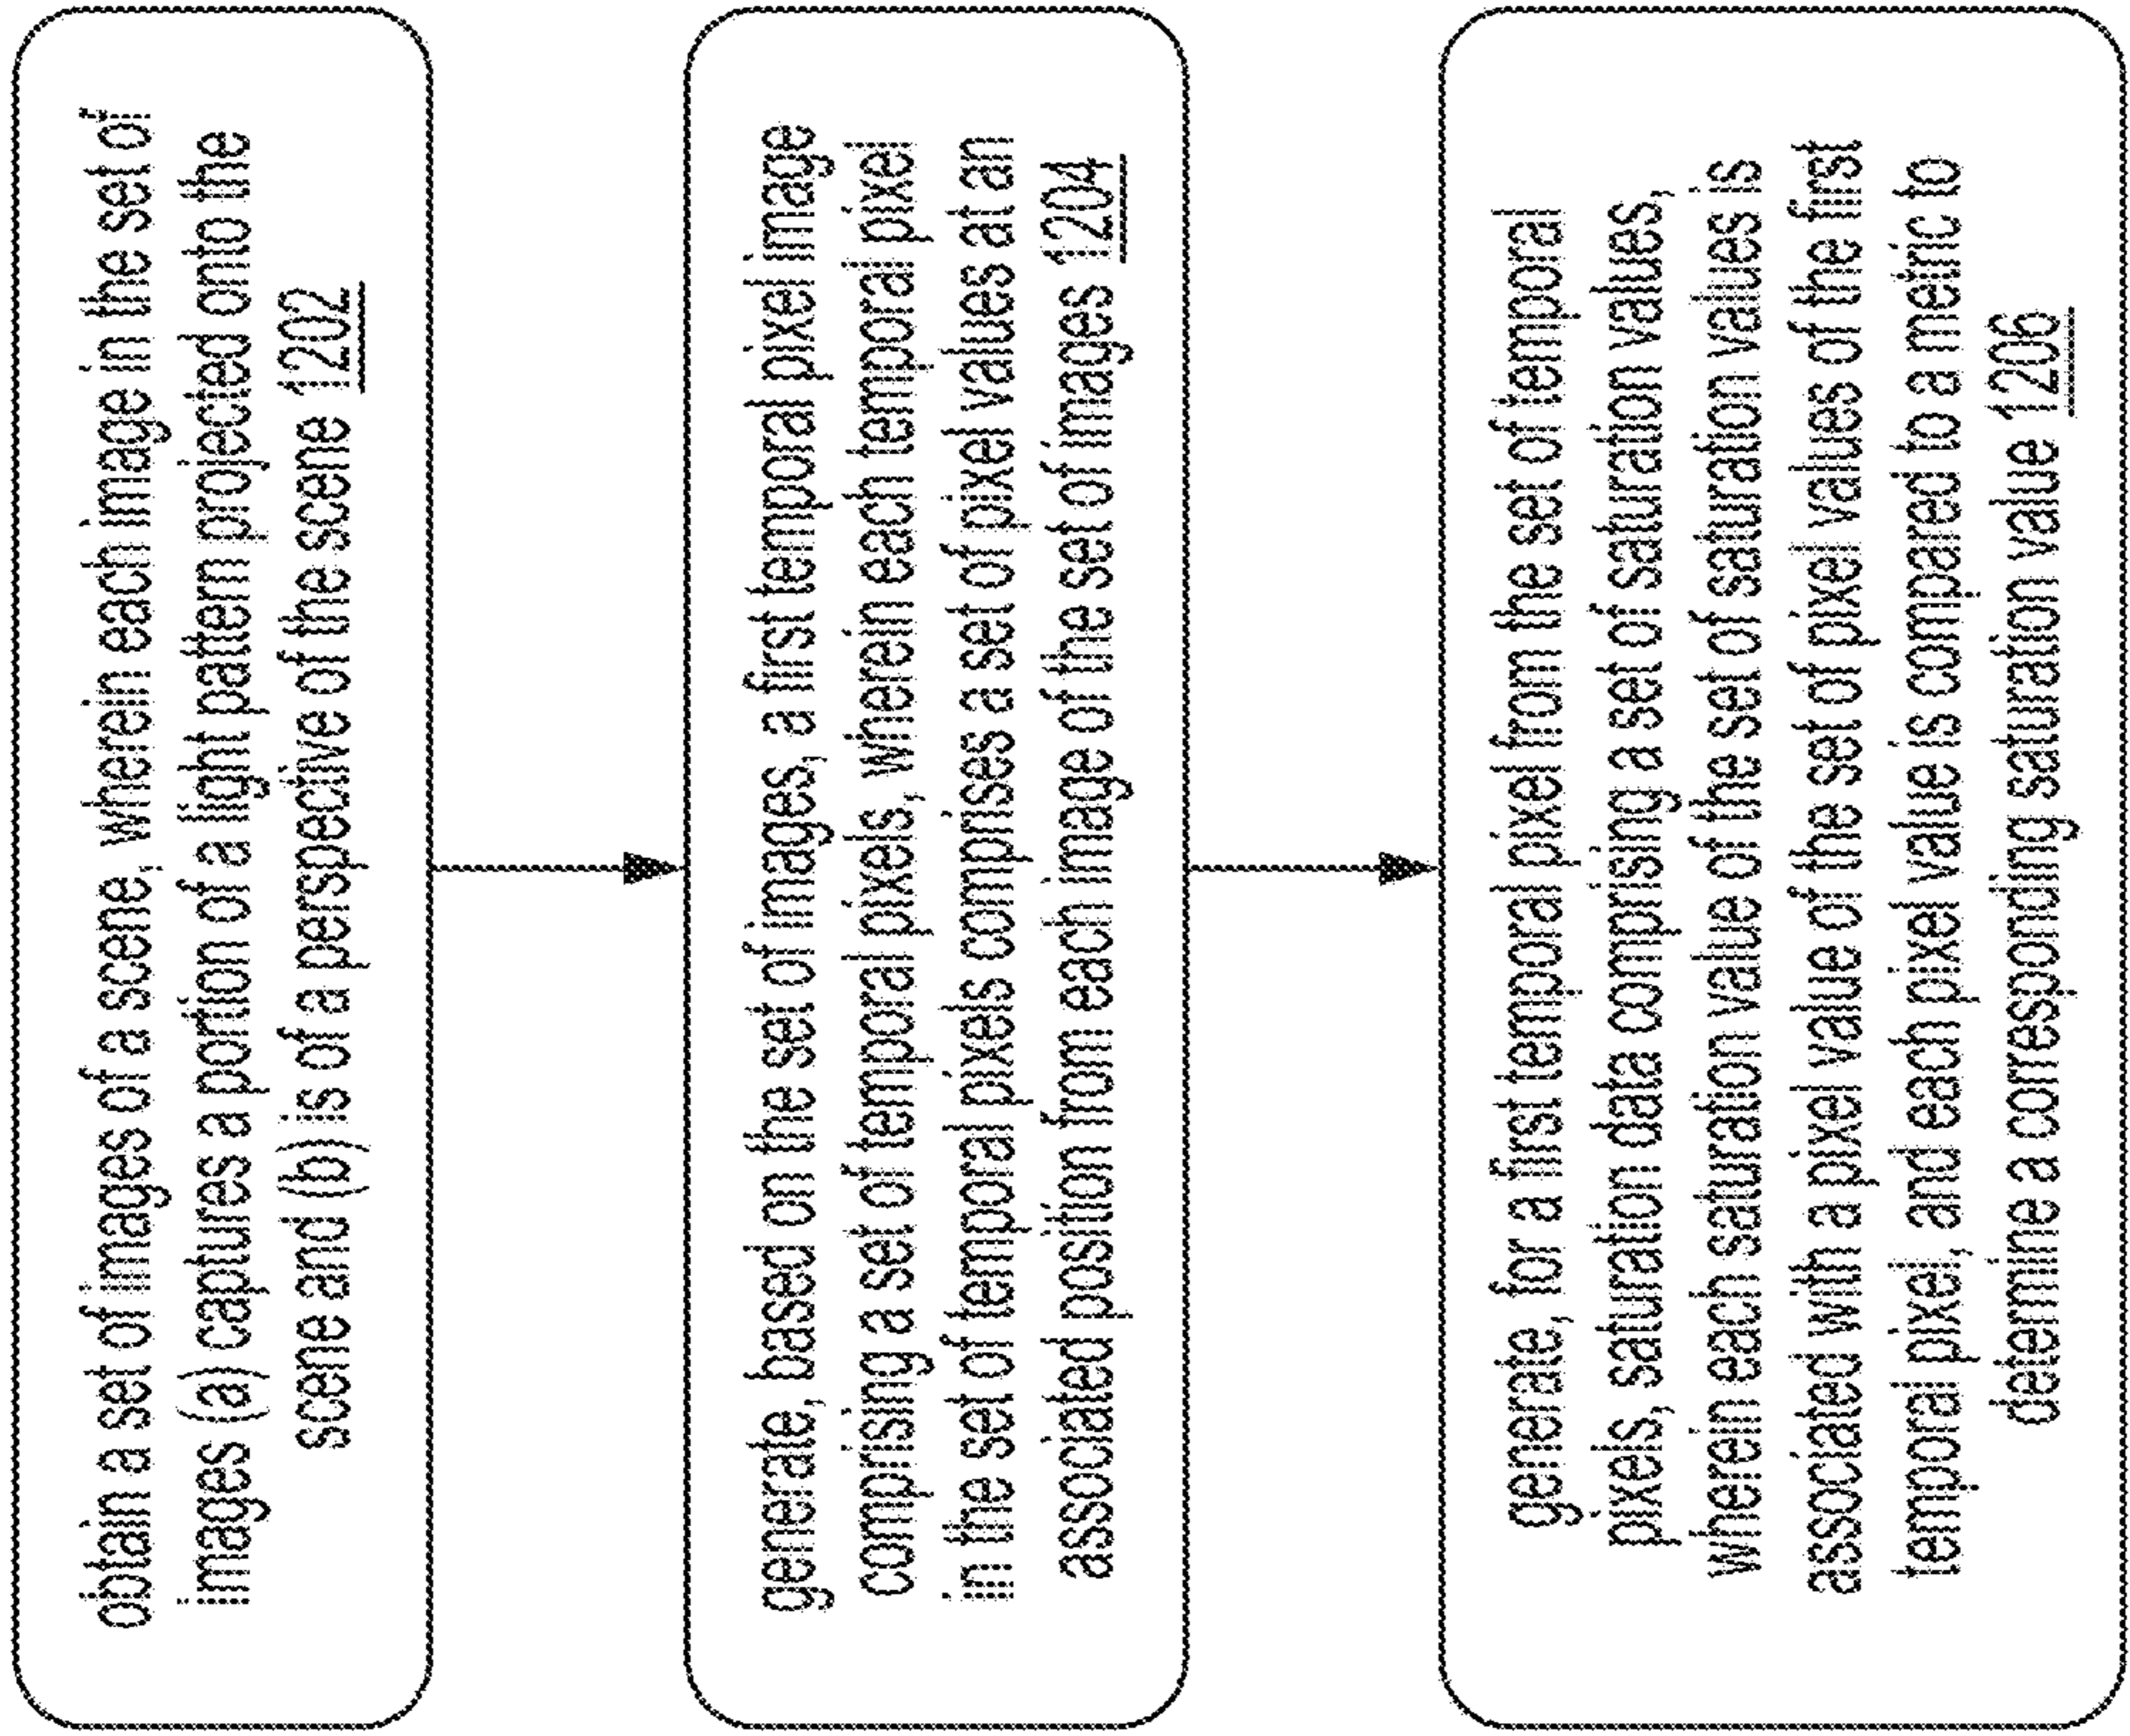 obtain a set of images of a scene, wherein each image in the set of
images (a) captures a portion of a light pattern projected onto the
scene and (b) is of a perspective of the scene 1202
generate, based on the set of images, a first temporal pixel image
comprising a set of temporal pixels, wherein each temporal pixel
in the set of temporal pixels comprises a set of pixel values at an
associated position from each image of the set of images 1204
generate, for a first temporal pixel from the set of temporal
pixels, saturation data comprising a set of saturation values,
wherein each saturation value of the set of saturation values is
associated with a pixel value of the set of pixel values of the first
temporal pixel, and each pixel value is compared to a metric to
determine a corresponding saturation value 1206